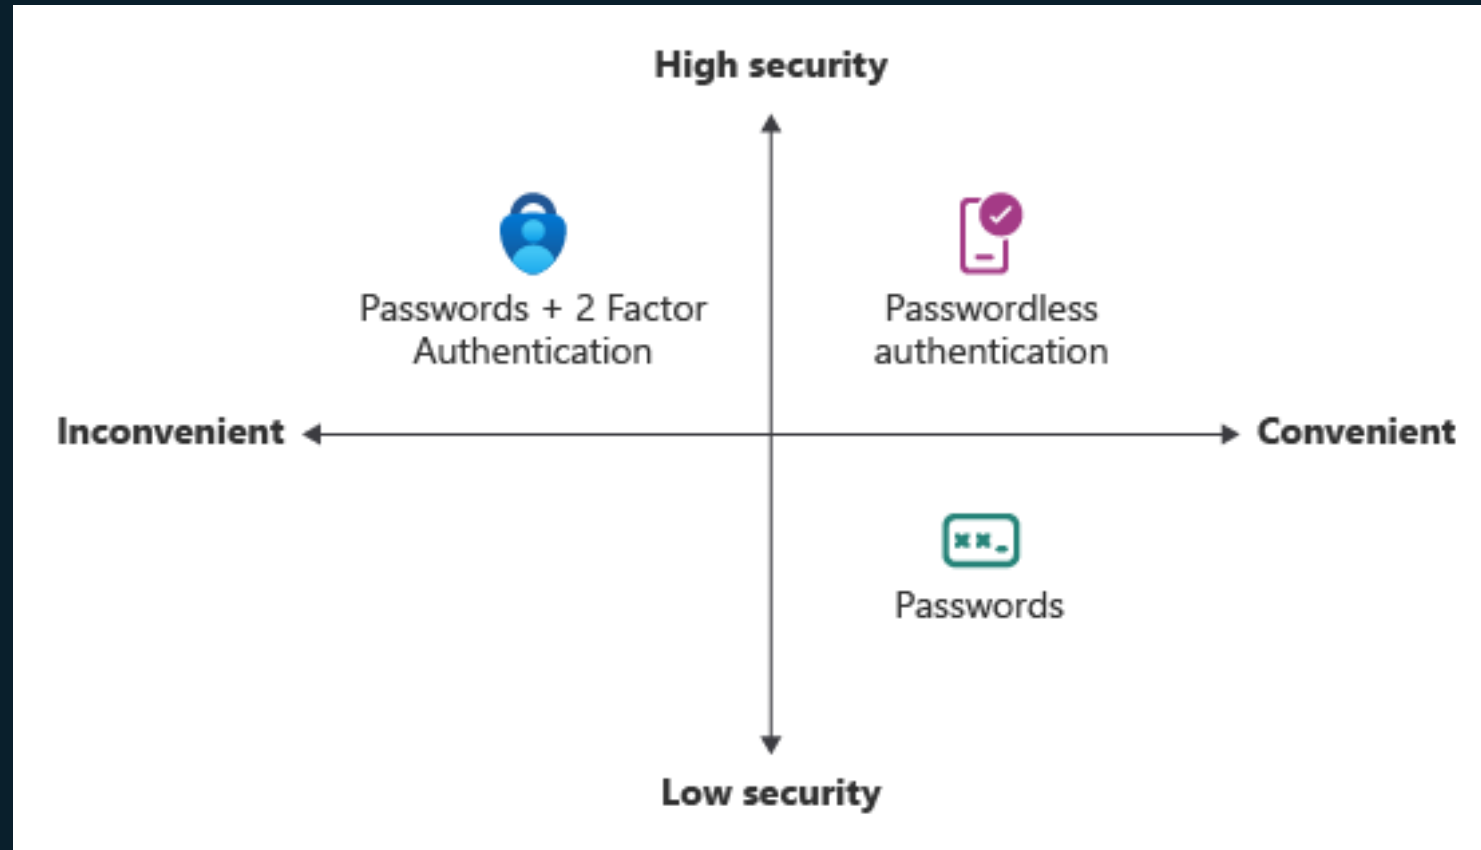 High security
Passwords + 2 Factor
Authentication
Passwordless
authentication
Inconvenient
Convenient
Passwords
Low security